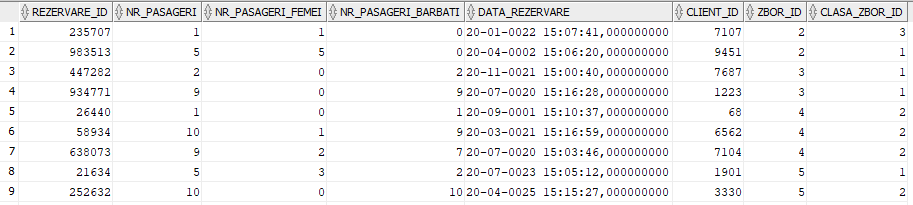 REZERVARE_ID NR_PASAGERI NR_PASAGERI_FEMEI NR_PASAGERI_BARBATI DATA_REZERVARE CLIENT_ID ZBOR_ID CLASA_ZBOR_ID
1 235707 1 1 0 20-01-0022 15:07:41,000000000 7107 2 3
2 983513 5 5 0 20-04-0002 15:06:20,000000000 9451 2 1
3 447282 2 0 2 20-11-0021 15:00:40,000000000 7687 3 1
4 934771 9 0 9 20-07-0020 15:16:28,000000000 1223 3 1
5 26440 1 0 1 20-09-0001 15:10:37,000000000 68 4 2
6 58934 10 1 9 20-03-0021 15:16:59,000000000 6562 4 2
7 638073 9 2 7 20-07-0020 15:03:46,000000000 7104 4 2
8 21634 5 3 2 20-07-0023 15:05:12,000000000 1901 5 1
9 252632 10 0 10 20-04-0025 15:15:27,000000000 3330 5 2